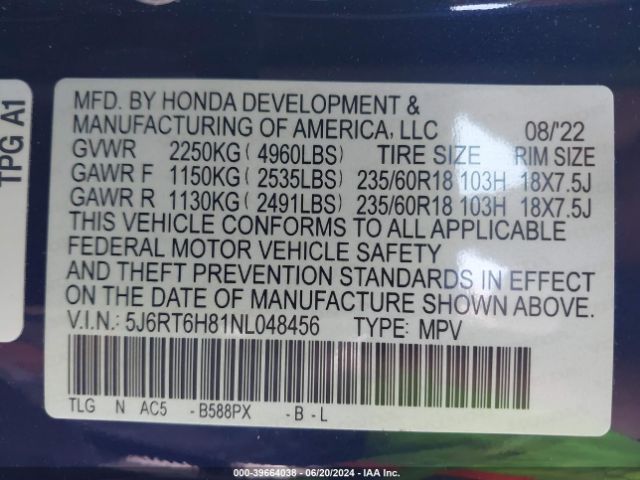 TPG A1
MFD. BY HONDA DEVELOPMENT &
MANUFACTURING OF AMERICA, LLC 08/'22
GVWR 2250KG ( 4960LBS) TIRE SIZE RIM SIZE
GAWR F 1150KG ( 2535LBS) 235/60R18 103H 18X7.5J
GAWR R 1130KG ( 2491LBS) 235/60R18 103H 18X7.5J
THIS VEHICLE CONFORMS TO ALL APPLICABLE
FEDERAL MOTOR VEHICLE SAFETY
AND THEFT PREVENTION STANDARDS IN EFFECT
ON THE DATE OF MANUFACTURE SHOWN ABOVE.
V.I.N.: 5J6RT6H81NL048456 TYPE: MPV
TLG N AC5 -B588PX -B-L
000-39664038 - 06/20/2024 - IAA Inc.